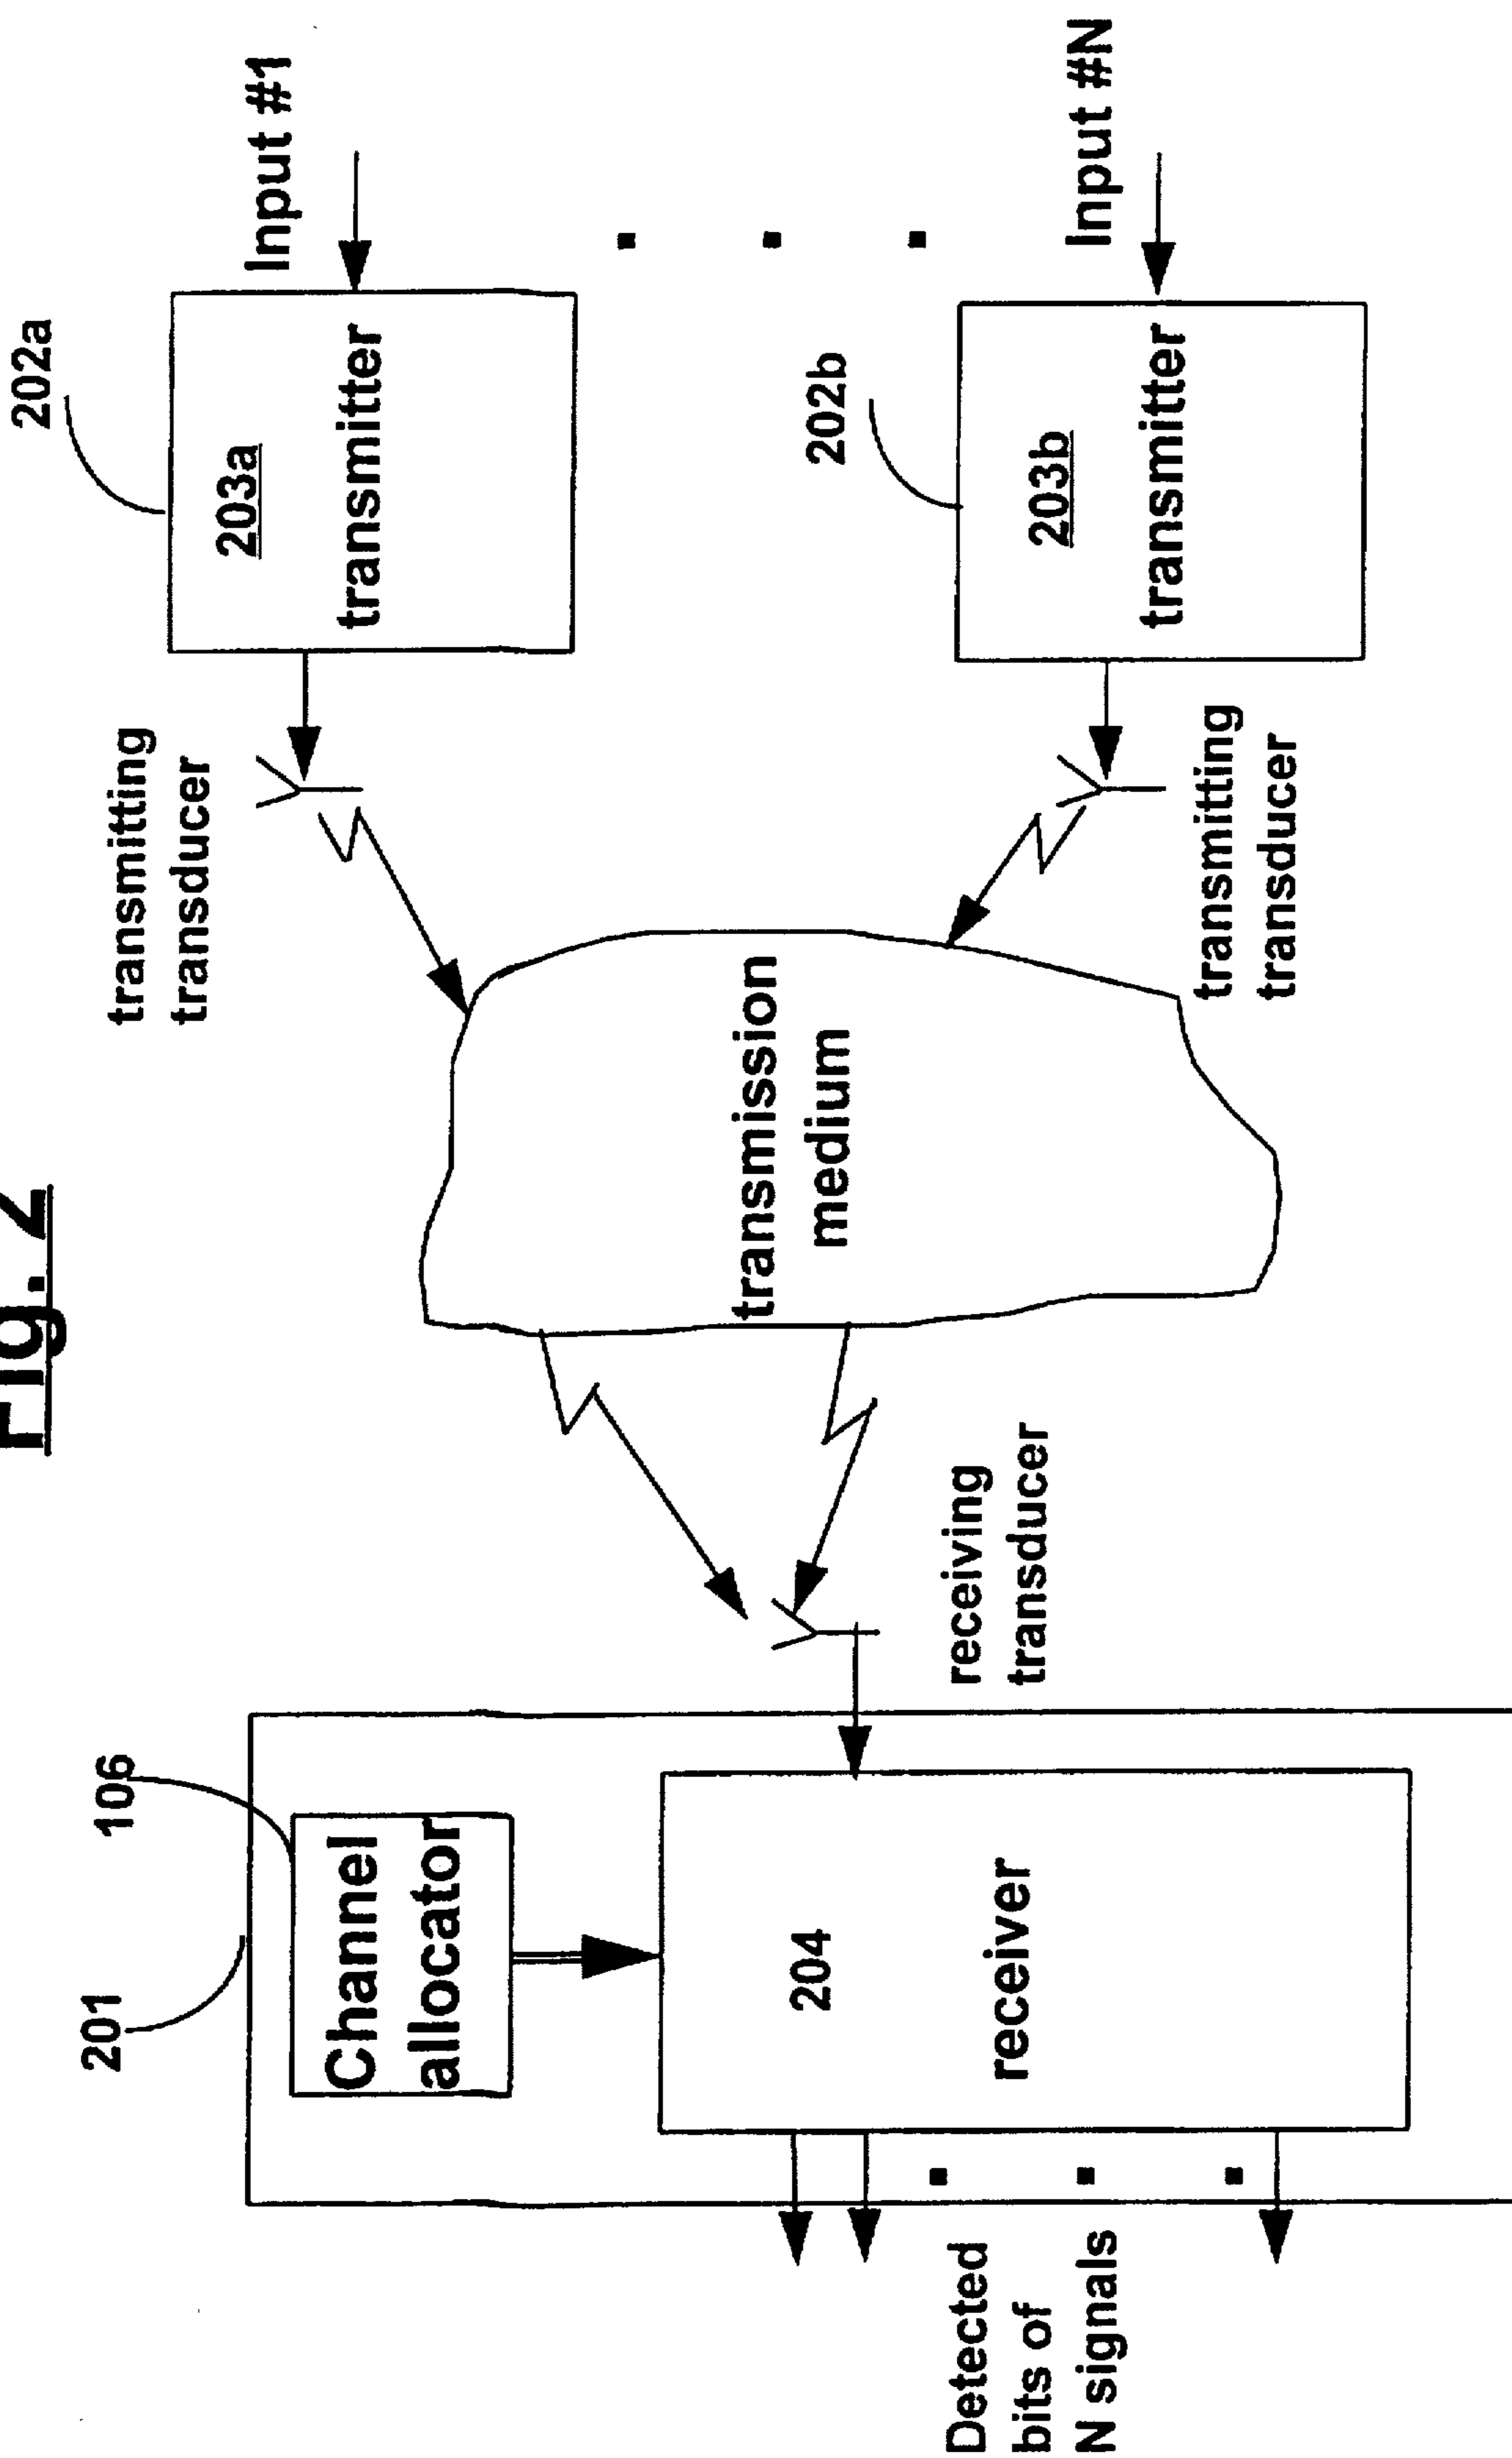 Fig. 2
201
106
Channel
allocator
204
receiver
Detected
bits of
N signals
receiving
transducer
transmission
medium
transmitting
transducer
transmitting
transducer
202a
203a
transmitter
Input #1
202b
203b
transmitter
Input #N